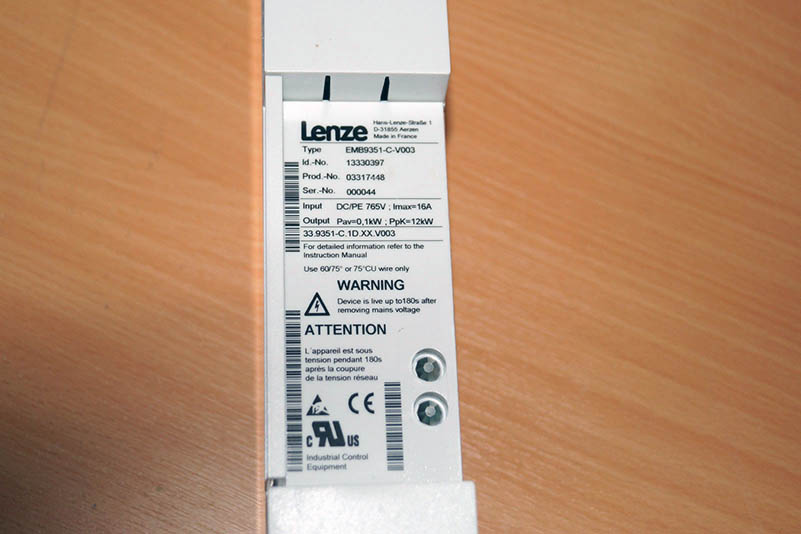 Lenze
Hans-Lenze-Straße 1
D-31855 Aerzen
Made in France
Type EMB9351-C-V003
Id.-No. 13330397
Prod.-No. 03317448
Ser.-No. 000044
Input DC/PE 765V ; Imax=16A
Output Pav=0,1kW ; PpK=12kW
33.9351-C.1D.XX.V003
For detailed information refer to the
Instruction Manual
Use 60/75° or 75°CU wire only
WARNING
Device is live up to180s after
removing mains voltage
ATTENTION
L'appareil est sous
tension pendant 180s
après la coupure
de la tension réseau
CE
c RU US
Industrial Control
Equipment